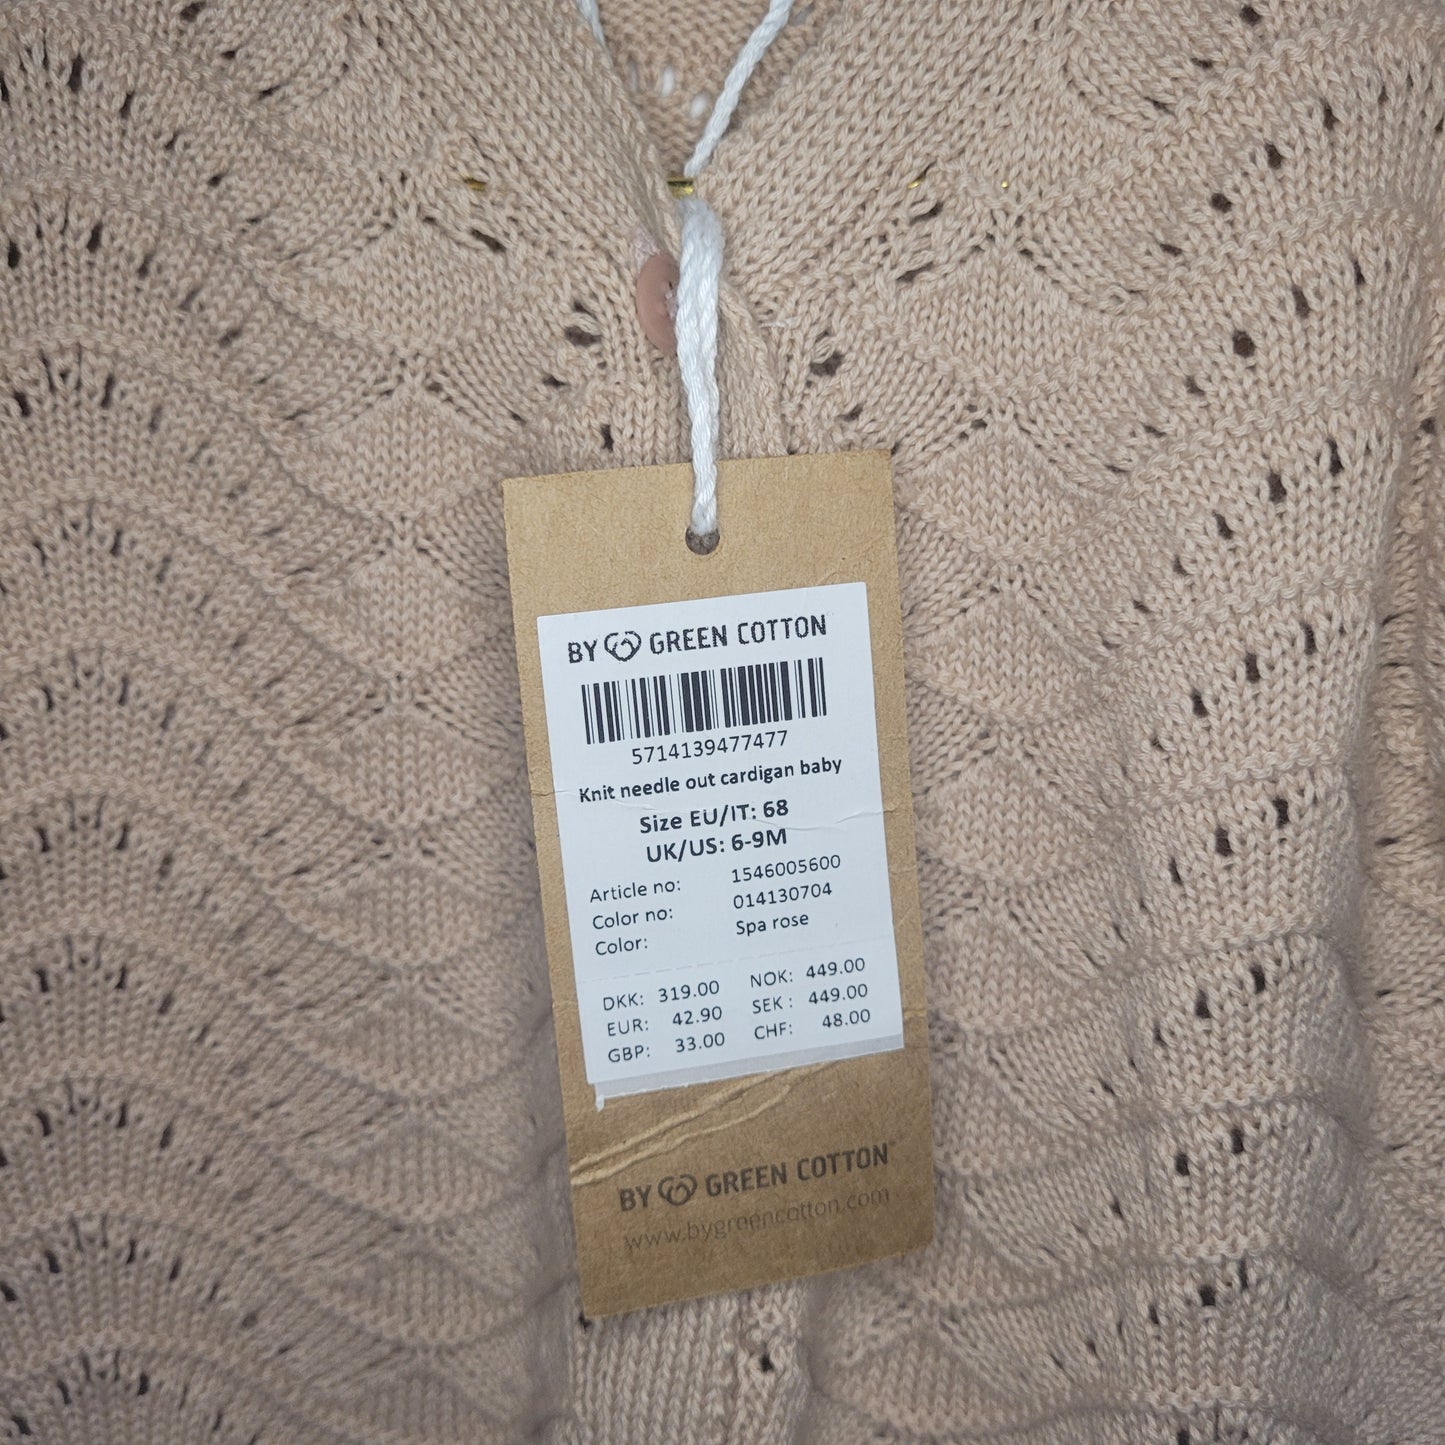 BY GREEN COTTON
5714139477477
Knit needle out cardigan baby
Size EU/IT: 68
UK/US: 6-9M
Article no: 1546005600
Color no: 014130704
Color: Spa rose
DKK: 319.00 NOK: 449.00
EUR: 42.90 SEK : 449.00
GBP: 33.00 CHF: 48.00
BY GREEN COTTON
www.bygreencotton.com